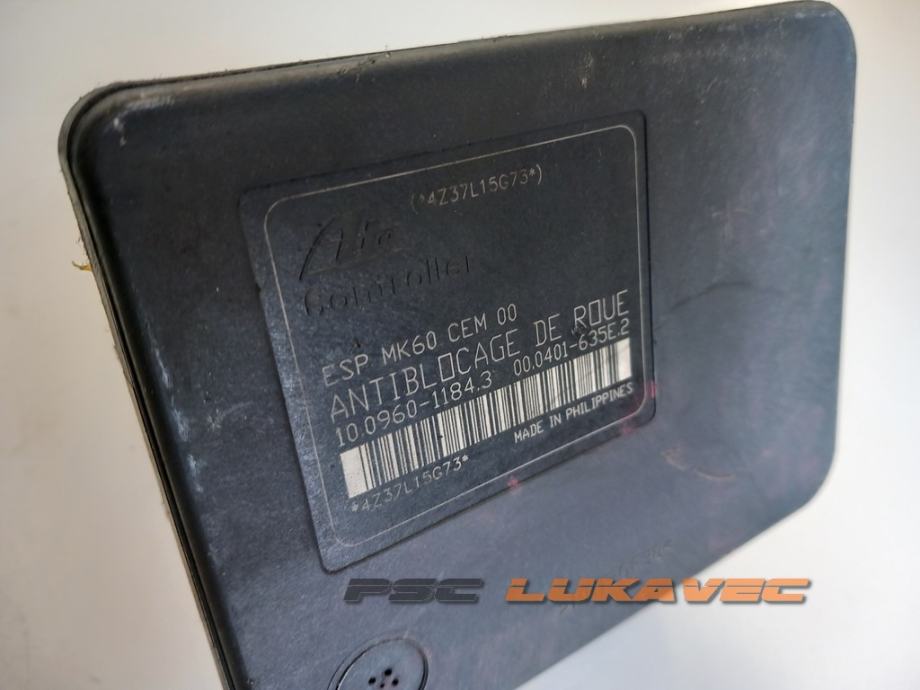 (*4Z37L15G73*)
Ate
Controller
ESP MK60 CEM 00
ANTIBLOCAGE DE ROUE
10.0960-1184.3 00.0401-635E.2
*4Z37L15G73* MADE IN PHILIPPINES
PSC LUKAVEC